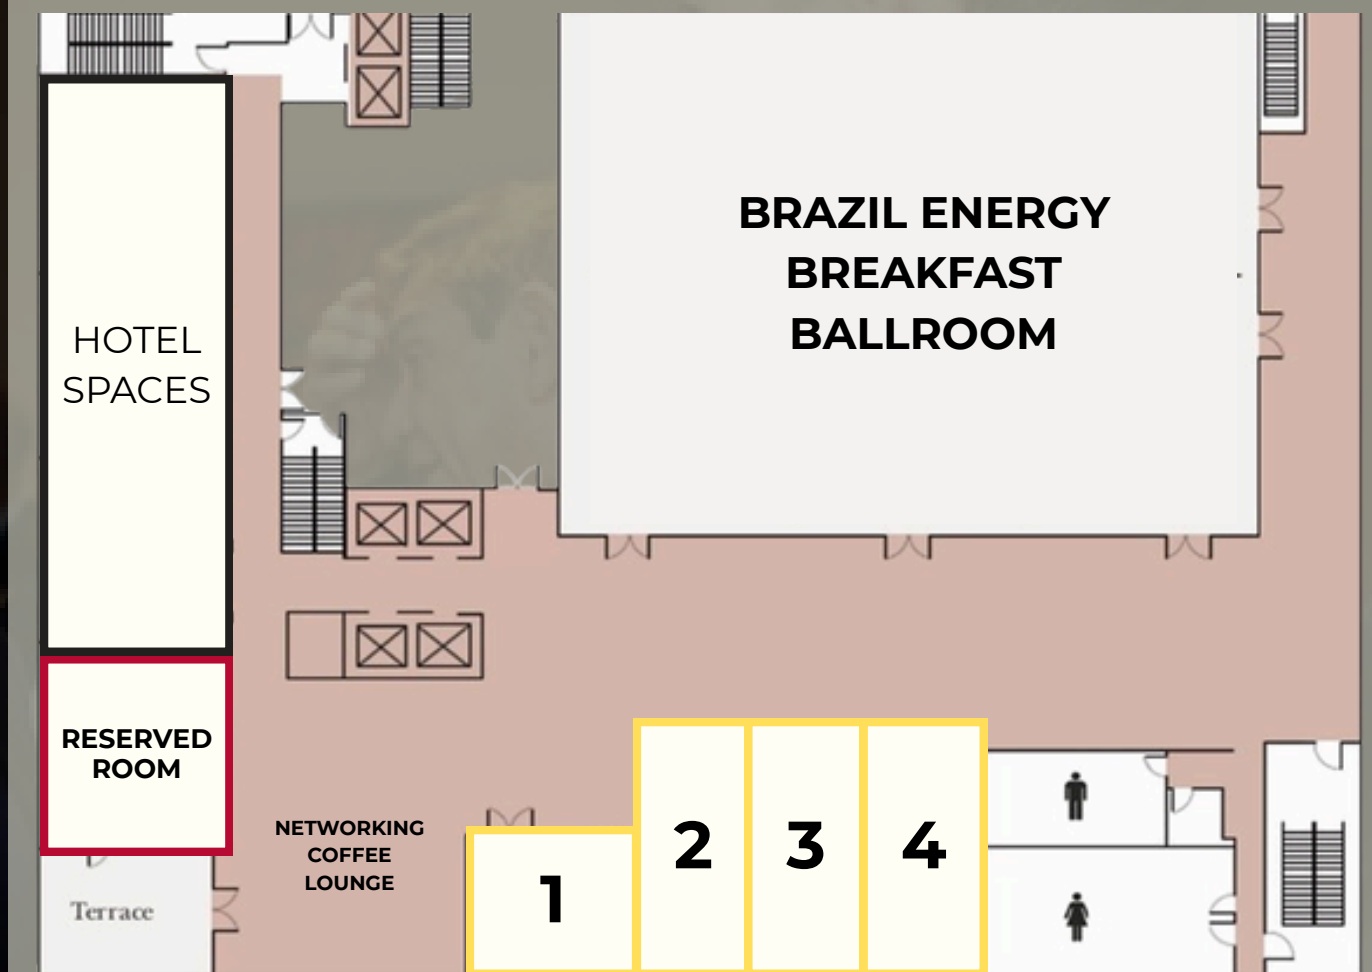 BRAZIL ENERGY
BREAKFAST
BALLROOM
HOTEL
SPACES
RESERVED
ROOM
NETWORKING
COFFEE
LOUNGE
1
2
3
4
Terrace